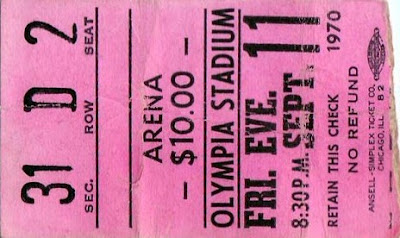 31 D 2
SEC. ROW SEAT
ARENA
$10.00
OLYMPIA STADIUM
FRI. EVE. 11
8:30 P.M. SEPT.
RETAIN THIS CHECK 1970
NO REFUND
ANSELL-SIMPLEX TICKET CO.
CHICAGO, ILL. 82